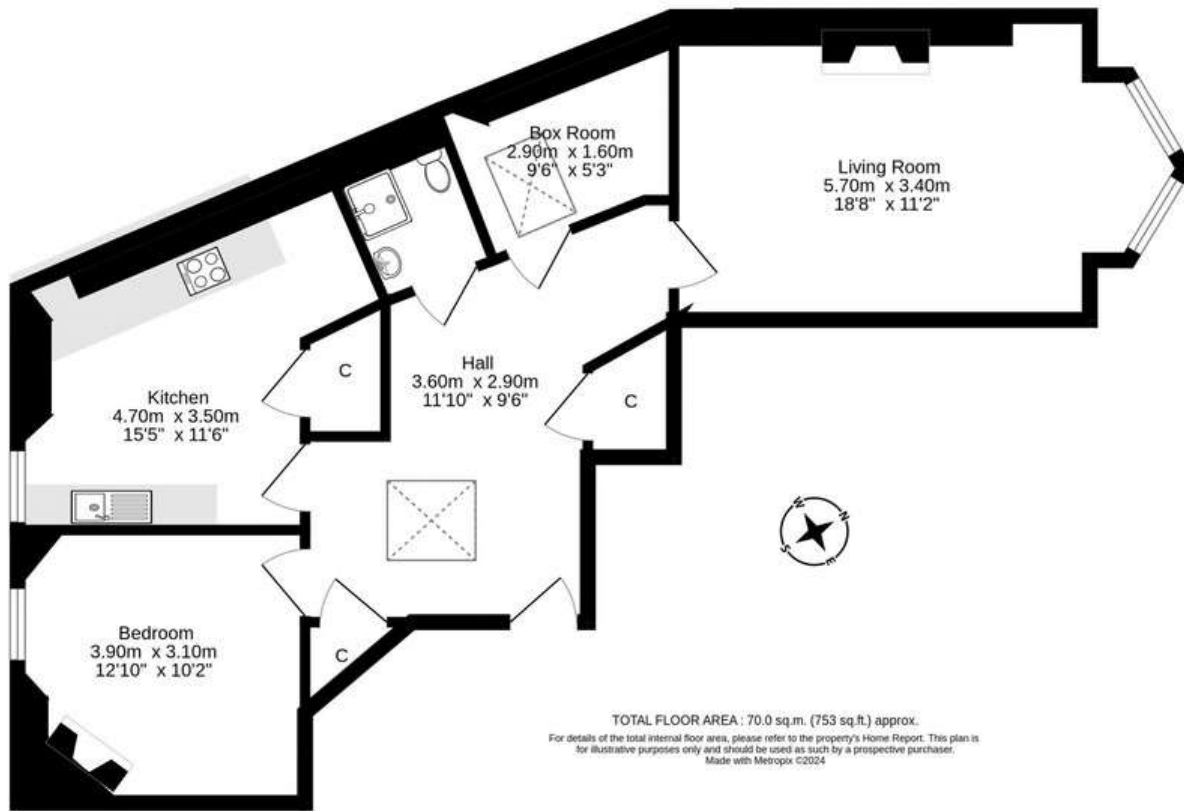 Box Room
2.90m x 1.60m
9'6" x 5'3"
Living Room
5.70m x 3.40m
18'8" x 11'2"
Hall
3.60m x 2.90m
11'10" x 9'6"
C
C
Kitchen
4.70m x 3.50m
15'5" x 11'6"
W
N
S
E
Bedroom
3.90m x 3.10m
12'10" x 10'2"
C
TOTAL FLOOR AREA : 70.0 sq.m. (753 sq.ft.) approx.
For details of the total internal floor area, please refer to the property's Home Report. This plan is
for illustrative purposes only and should be used as such by a prospective purchaser.
Made with Metropix ©2024